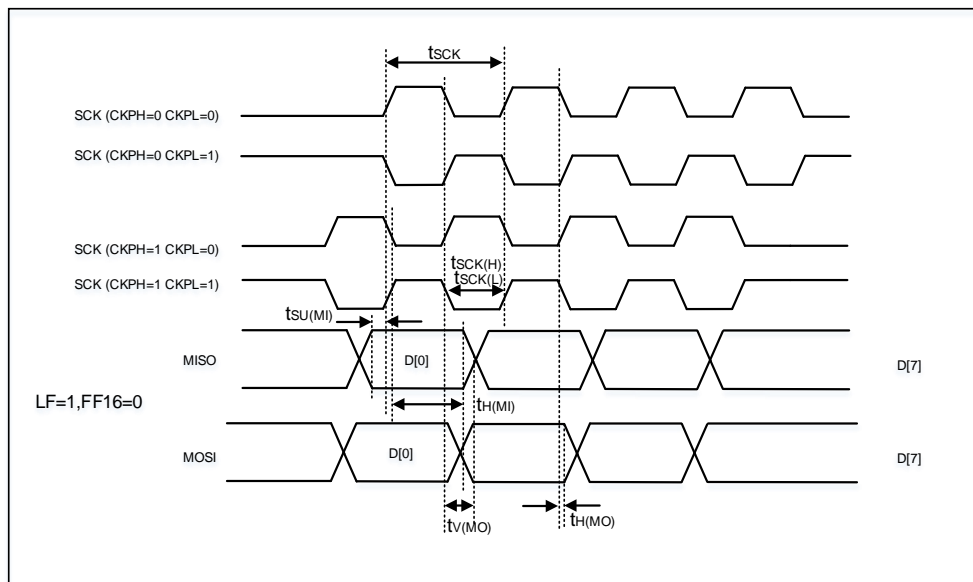 tSCK
SCK (CKPH=0 CKPL=0)
SCK (CKPH=0 CKPL=1)
SCK (CKPH=1 CKPL=0)
tSCK(H)
tSCK(L)
SCK (CKPH=1 CKPL=1)
tSU(MI)
MISO
D[0]
D[7]
LF=1,FF16=0
tH(MI)
MOSI
D[0]
D[7]
tV(MO)
tH(MO)